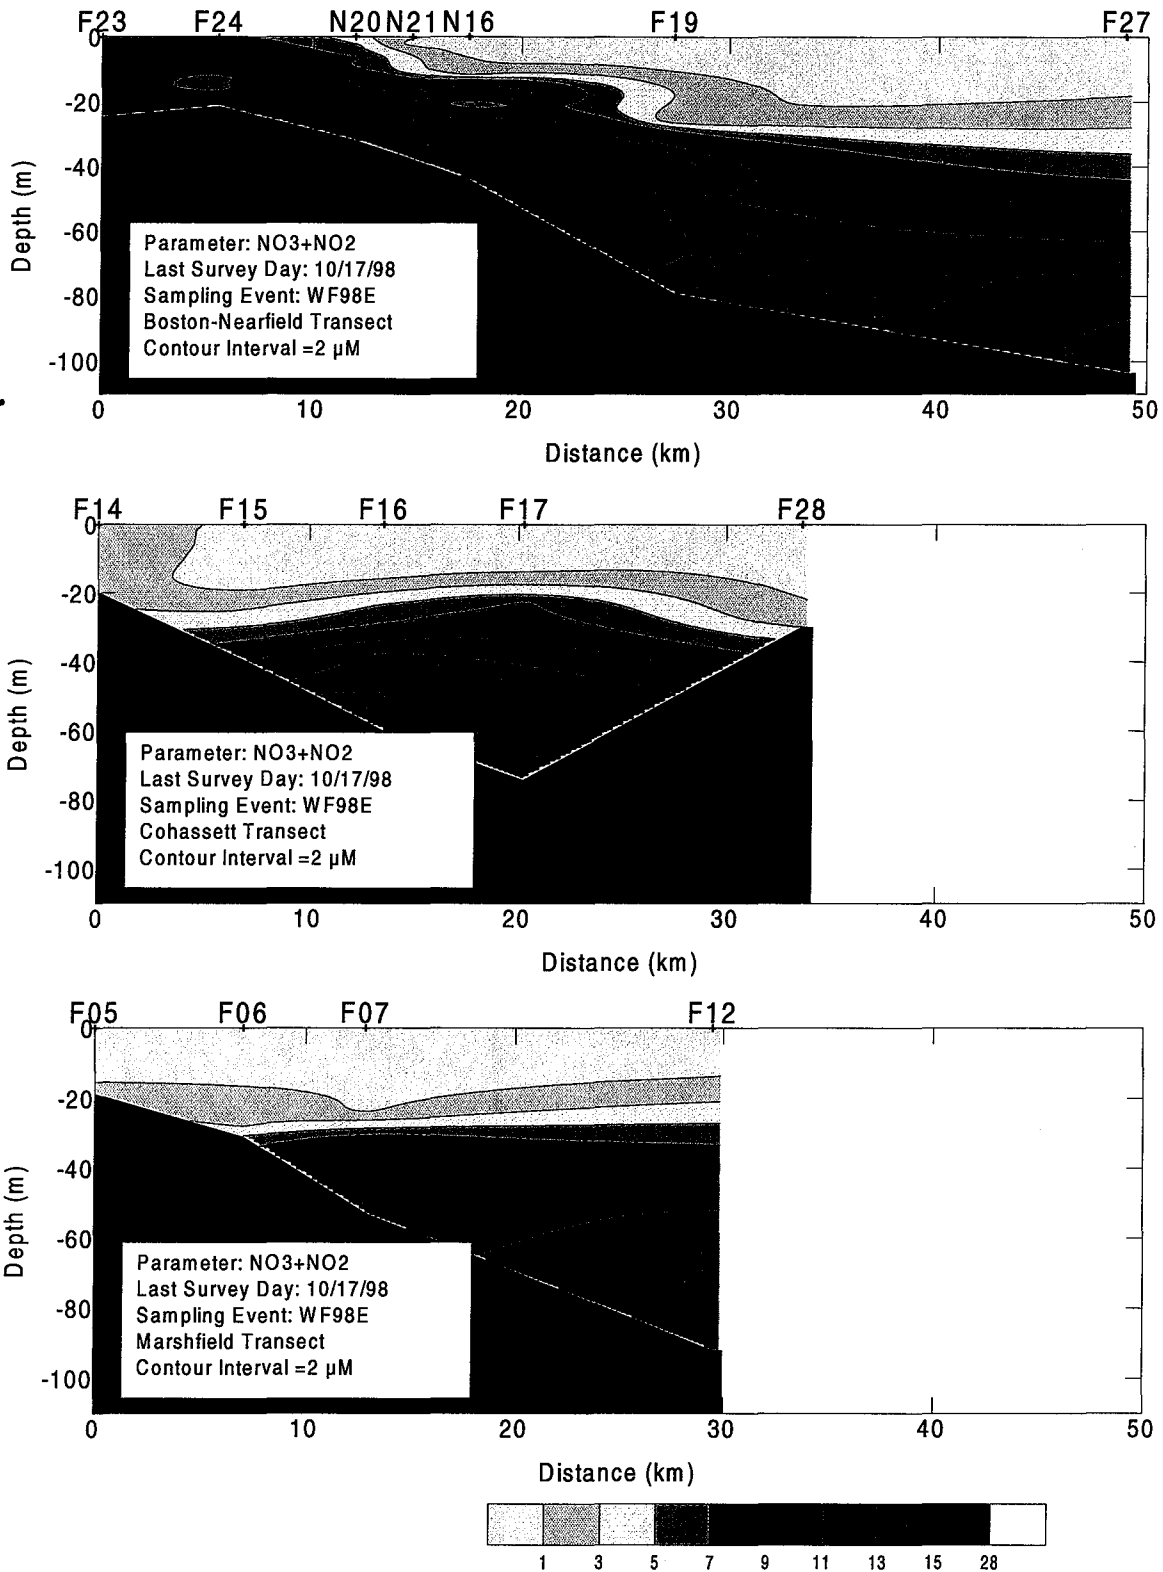 F23 F24 N20 N21 N16 F19 F27
0
-20
-40
-60
-80
-100
Depth (m)
Parameter: NO3+NO2
Last Survey Day: 10/17/98
Sampling Event: WF98E
Boston-Nearfield Transect
Contour Interval =2 µM
0 10 20 30 40 50
Distance (km)
F14 F15 F16 F17 F28
0
-20
-40
-60
-80
-100
Depth (m)
Parameter: NO3+NO2
Last Survey Day: 10/17/98
Sampling Event: WF98E
Cohassett Transect
Contour Interval =2 µM
0 10 20 30 40 50
Distance (km)
F05 F06 F07 F12
0
-20
-40
-60
-80
-100
Depth (m)
Parameter: NO3+NO2
Last Survey Day: 10/17/98
Sampling Event: WF98E
Marshfield Transect
Contour Interval =2 µM
0 10 20 30 40 50
Distance (km)
1 3 5 7 9 11 13 15 28